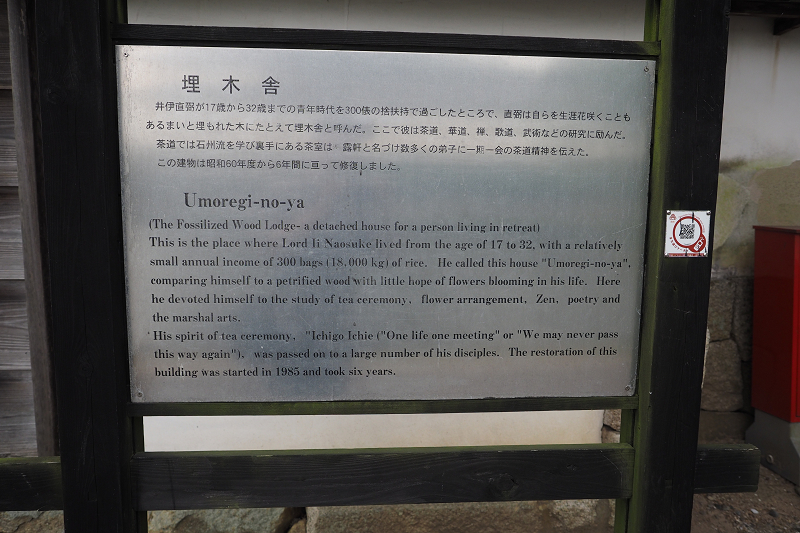 埋木舎
井伊直弼が17歳から32歳までの青年時代を300俵の捨扶持で過ごしたところで、直弼は自らを生涯花咲くことも
あるまいと埋もれた木にたとえて埋木舎と呼んだ。ここで彼は茶道、華道、禅、歌道、武術などの研究に励んだ。
茶道では石州流を学び裏手にある茶室は 露軒と名づけ数多くの弟子に一期一会の茶道精神を伝えた。
この建物は昭和60年度から6年間に亘って修復しました。
Umoregi-no-ya
(The Fossilized Wood Lodge- a detached house for a person living in retreat)
This is the place where Lord Ii Naosuke lived from the age of 17 to 32, with a relatively
small annual income of 300 bags (18,000 kg) of rice. He called this house "Umoregi-no-ya",
comparing himself to a petrified wood with little hope of flowers blooming in his life. Here
he devoted himself to the study of tea ceremony, flower arrangement, Zen, poetry and
the marshal arts.
His spirit of tea ceremony, "Ichigo Ichie ("One life one meeting" or "We may never pass
this way again"), was passed on to a large number of his disciples. The restoration of this
building was started in 1985 and took six years.